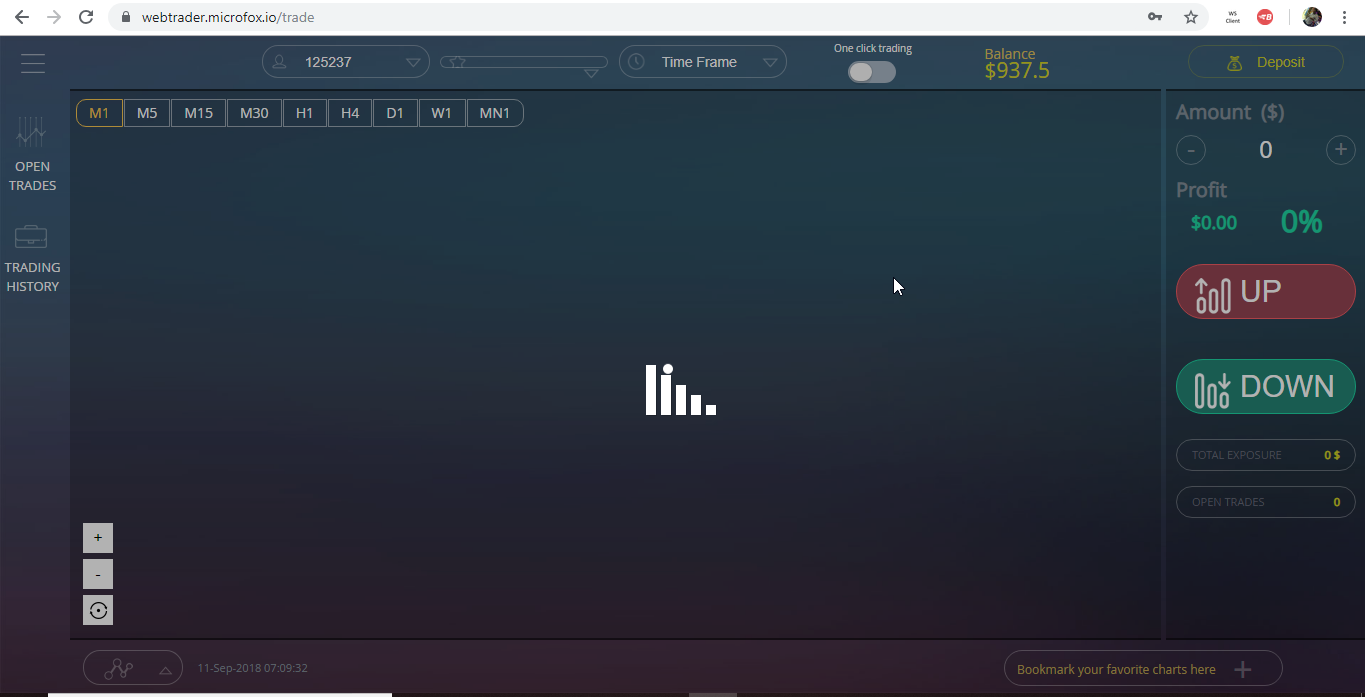 webtrader.microfox.io/trade
WS
Client
125237
Time Frame
One click trading
Balance
$937.5
Deposit
M1 M5 M15 M30 H1 H4 D1 W1 MN1
OPEN
TRADES
TRADING
HISTORY
Amount ($)
- 0 +
Profit
$0.00 0%
UP
DOWN
TOTAL EXPOSURE 0 $
OPEN TRADES 0
+
-
11-Sep-2018 07:09:32
Bookmark your favorite charts here +